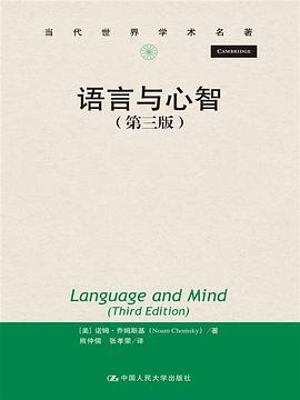 当代世界学术名著
CAMBRIDGE
语言与心智
（第三版）
Language and Mind
(Third Edition)
[美] 诺姆·乔姆斯基（Noam Chomsky） 著
熊仲儒 张孝荣 译
中国人民大学出版社